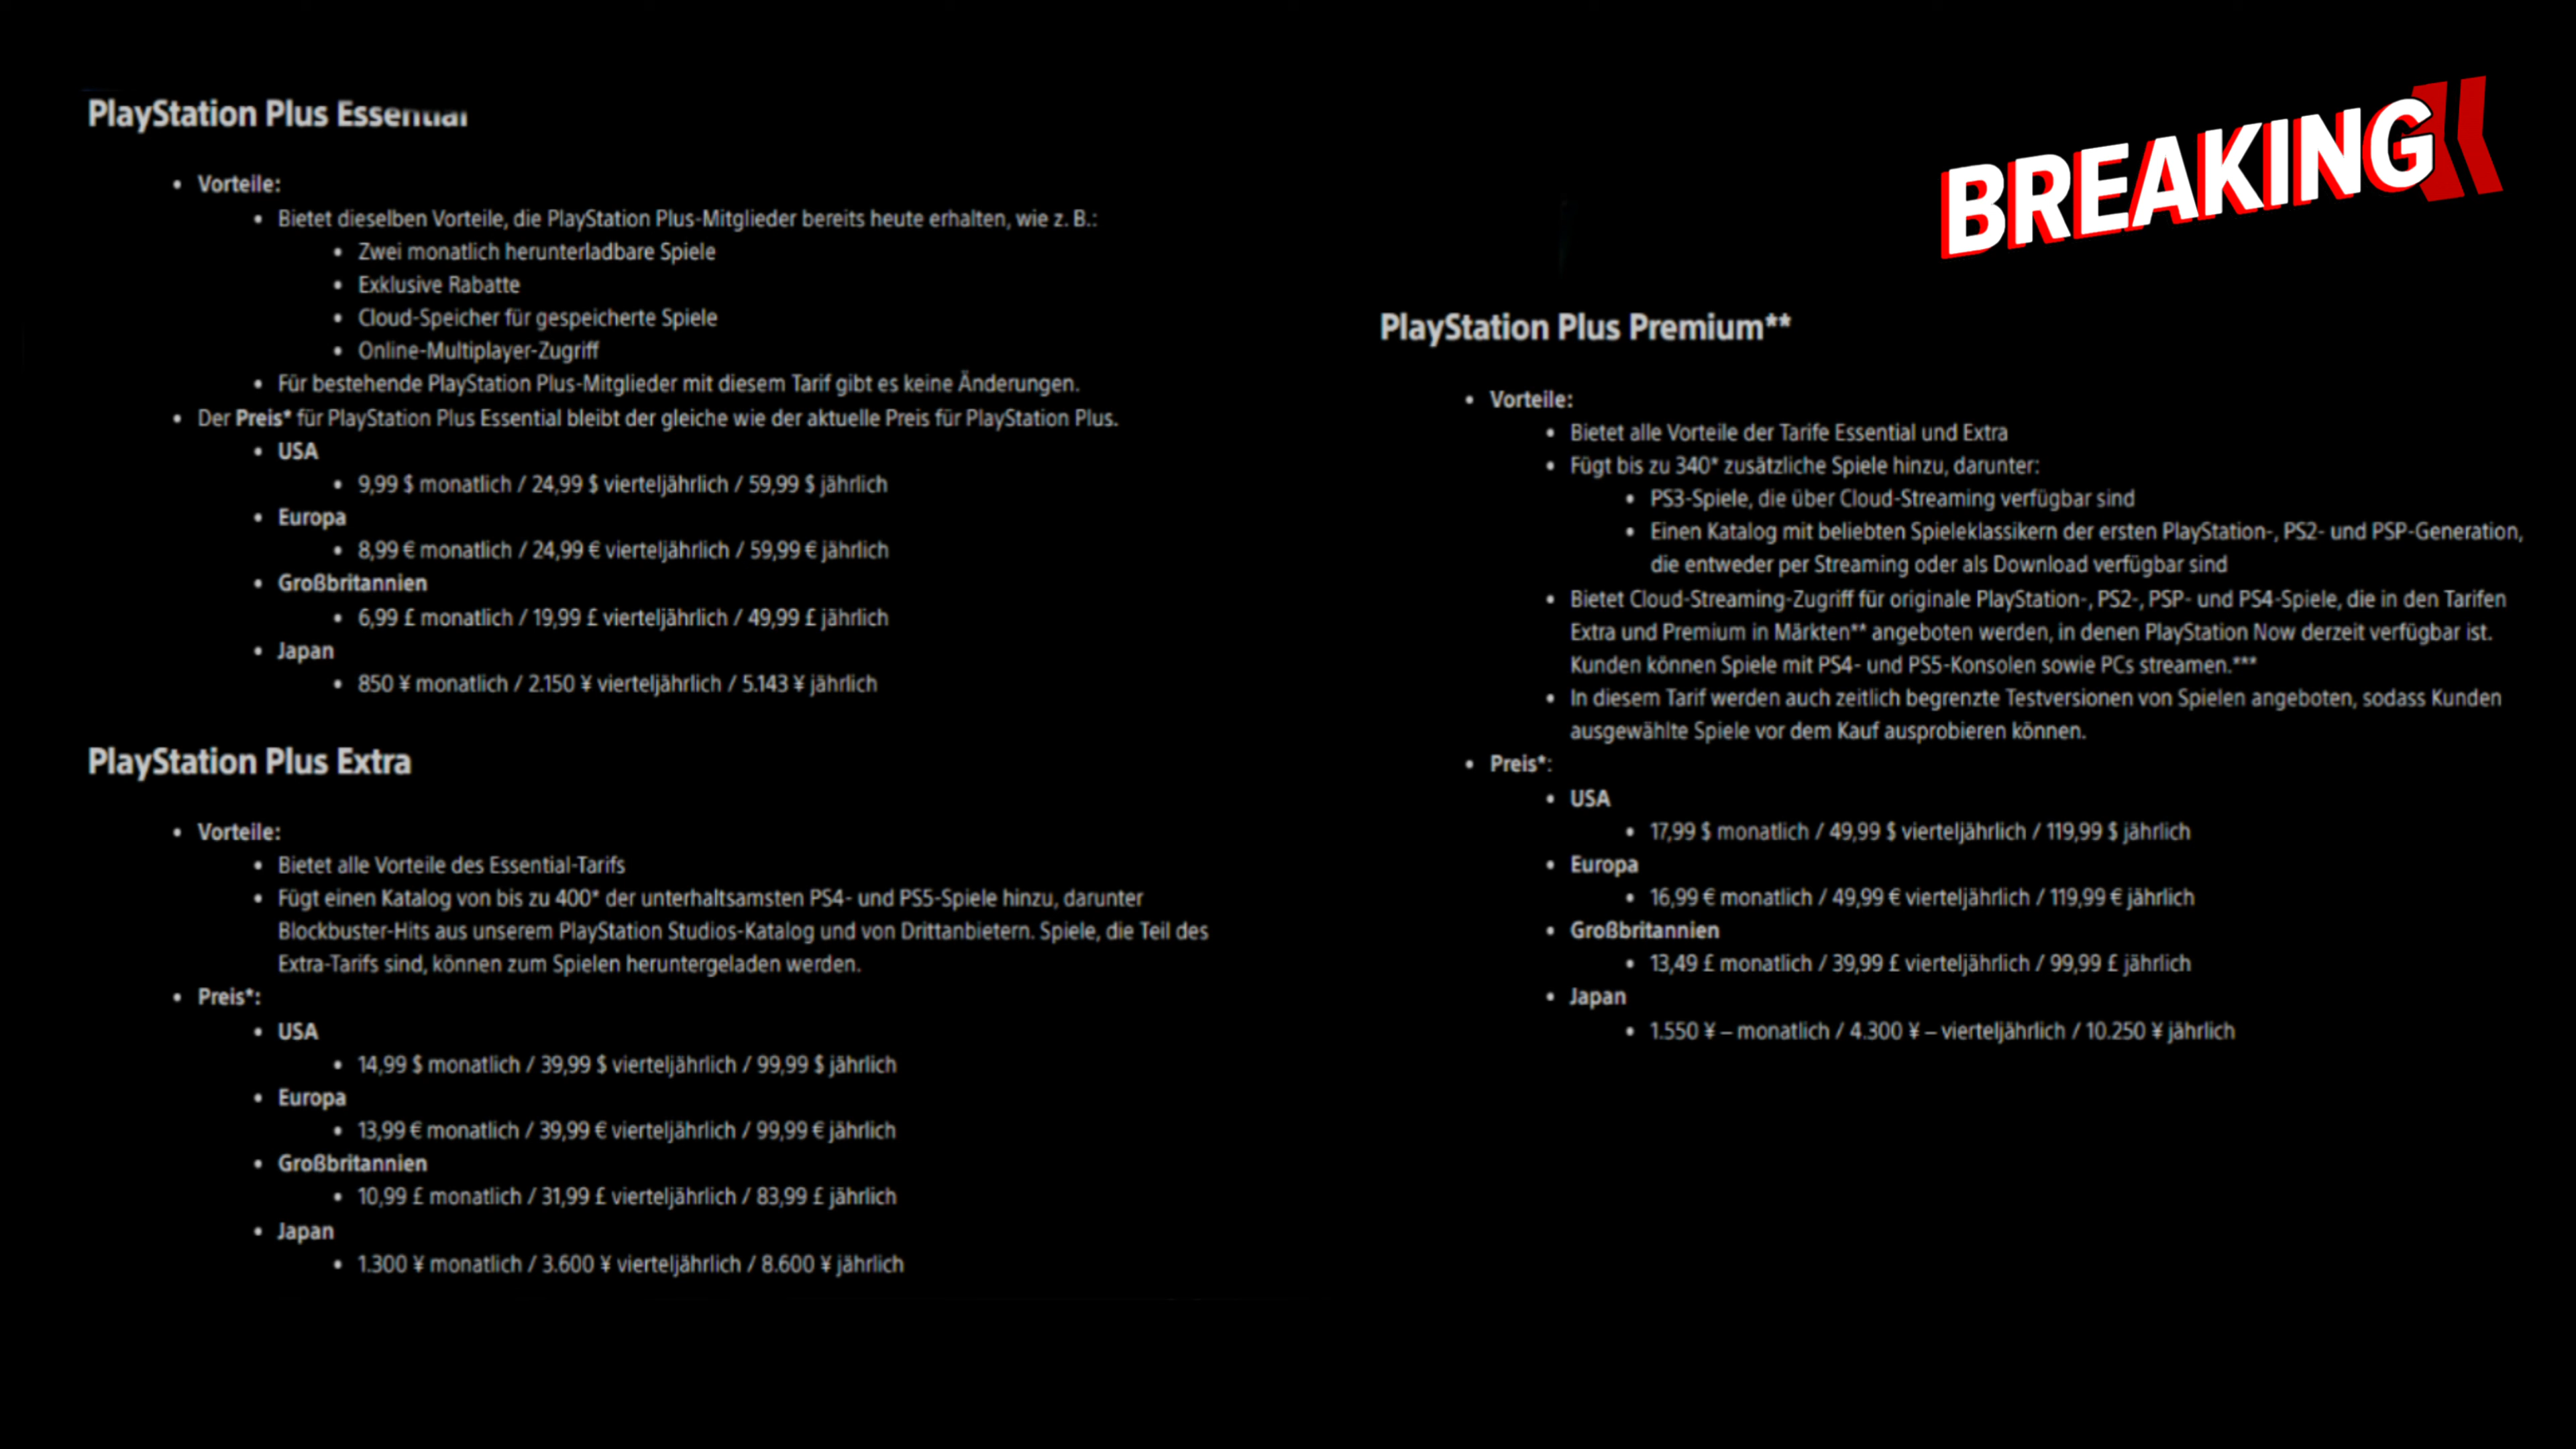 PlayStation Plus Essential
• Vorteile:
• Bietet dieselben Vorteile, die PlayStation Plus-Mitglieder bereits heute erhalten, wie z. B.:
• Zwei monatlich herunterladbare Spiele
• Exklusive Rabatte
• Cloud-Speicher für gespeicherte Spiele
• Online-Multiplayer-Zugriff
• Für bestehende PlayStation Plus-Mitglieder mit diesem Tarif gibt es keine Änderungen.
• Der Preis* für PlayStation Plus Essential bleibt der gleiche wie der aktuelle Preis für PlayStation Plus.
• USA
• 9,99 $ monatlich / 24,99 $ vierteljährlich / 59,99 $ jährlich
• Europa
• 8,99 € monatlich / 24,99 € vierteljährlich / 59,99 € jährlich
• Großbritannien
• 6,99 £ monatlich / 19,99 £ vierteljährlich / 49,99 £ jährlich
• Japan
• 850 ¥ monatlich / 2.150 ¥ vierteljährlich / 5.143 ¥ jährlich
PlayStation Plus Extra
• Vorteile:
• Bietet alle Vorteile des Essential-Tarifs
• Fügt einen Katalog von bis zu 400* der unterhaltsamsten PS4- und PS5-Spiele hinzu, darunter
Blockbuster-Hits aus unserem PlayStation Studios-Katalog und von Drittanbietern. Spiele, die Teil des
Extra-Tarifs sind, können zum Spielen heruntergeladen werden.
• Preis*:
• USA
• 14,99 $ monatlich / 39,99 $ vierteljährlich / 99,99 $ jährlich
• Europa
• 13,99 € monatlich / 39,99 € vierteljährlich / 99,99 € jährlich
• Großbritannien
• 10,99 £ monatlich / 31,99 £ vierteljährlich / 83,99 £ jährlich
• Japan
• 1.300 ¥ monatlich / 3.600 ¥ vierteljährlich / 8.600 ¥ jährlich
BREAKING
PlayStation Plus Premium**
• Vorteile:
• Bietet alle Vorteile der Tarife Essential und Extra
• Fügt bis zu 340* zusätzliche Spiele hinzu, darunter:
• PS3-Spiele, die über Cloud-Streaming verfügbar sind
• Einen Katalog mit beliebten Spieleklassikern der ersten PlayStation-, PS2- und PSP-Generation,
die entweder per Streaming oder als Download verfügbar sind
• Bietet Cloud-Streaming-Zugriff für originale PlayStation-, PS2-, PSP- und PS4-Spiele, die in den Tarifen
Extra und Premium in Märkten** angeboten werden, in denen PlayStation Now derzeit verfügbar ist.
Kunden können Spiele mit PS4- und PS5-Konsolen sowie PCs streamen.***
• In diesem Tarif werden auch zeitlich begrenzte Testversionen von Spielen angeboten, sodass Kunden
ausgewählte Spiele vor dem Kauf ausprobieren können.
• Preis*:
• USA
• 17,99 $ monatlich / 49,99 $ vierteljährlich / 119,99 $ jährlich
• Europa
• 16,99 € monatlich / 49,99 € vierteljährlich / 119,99 € jährlich
• Großbritannien
• 13,49 £ monatlich / 39,99 £ vierteljährlich / 99,99 £ jährlich
• Japan
• 1.550 ¥ – monatlich / 4.300 ¥ – vierteljährlich / 10.250 ¥ jährlich